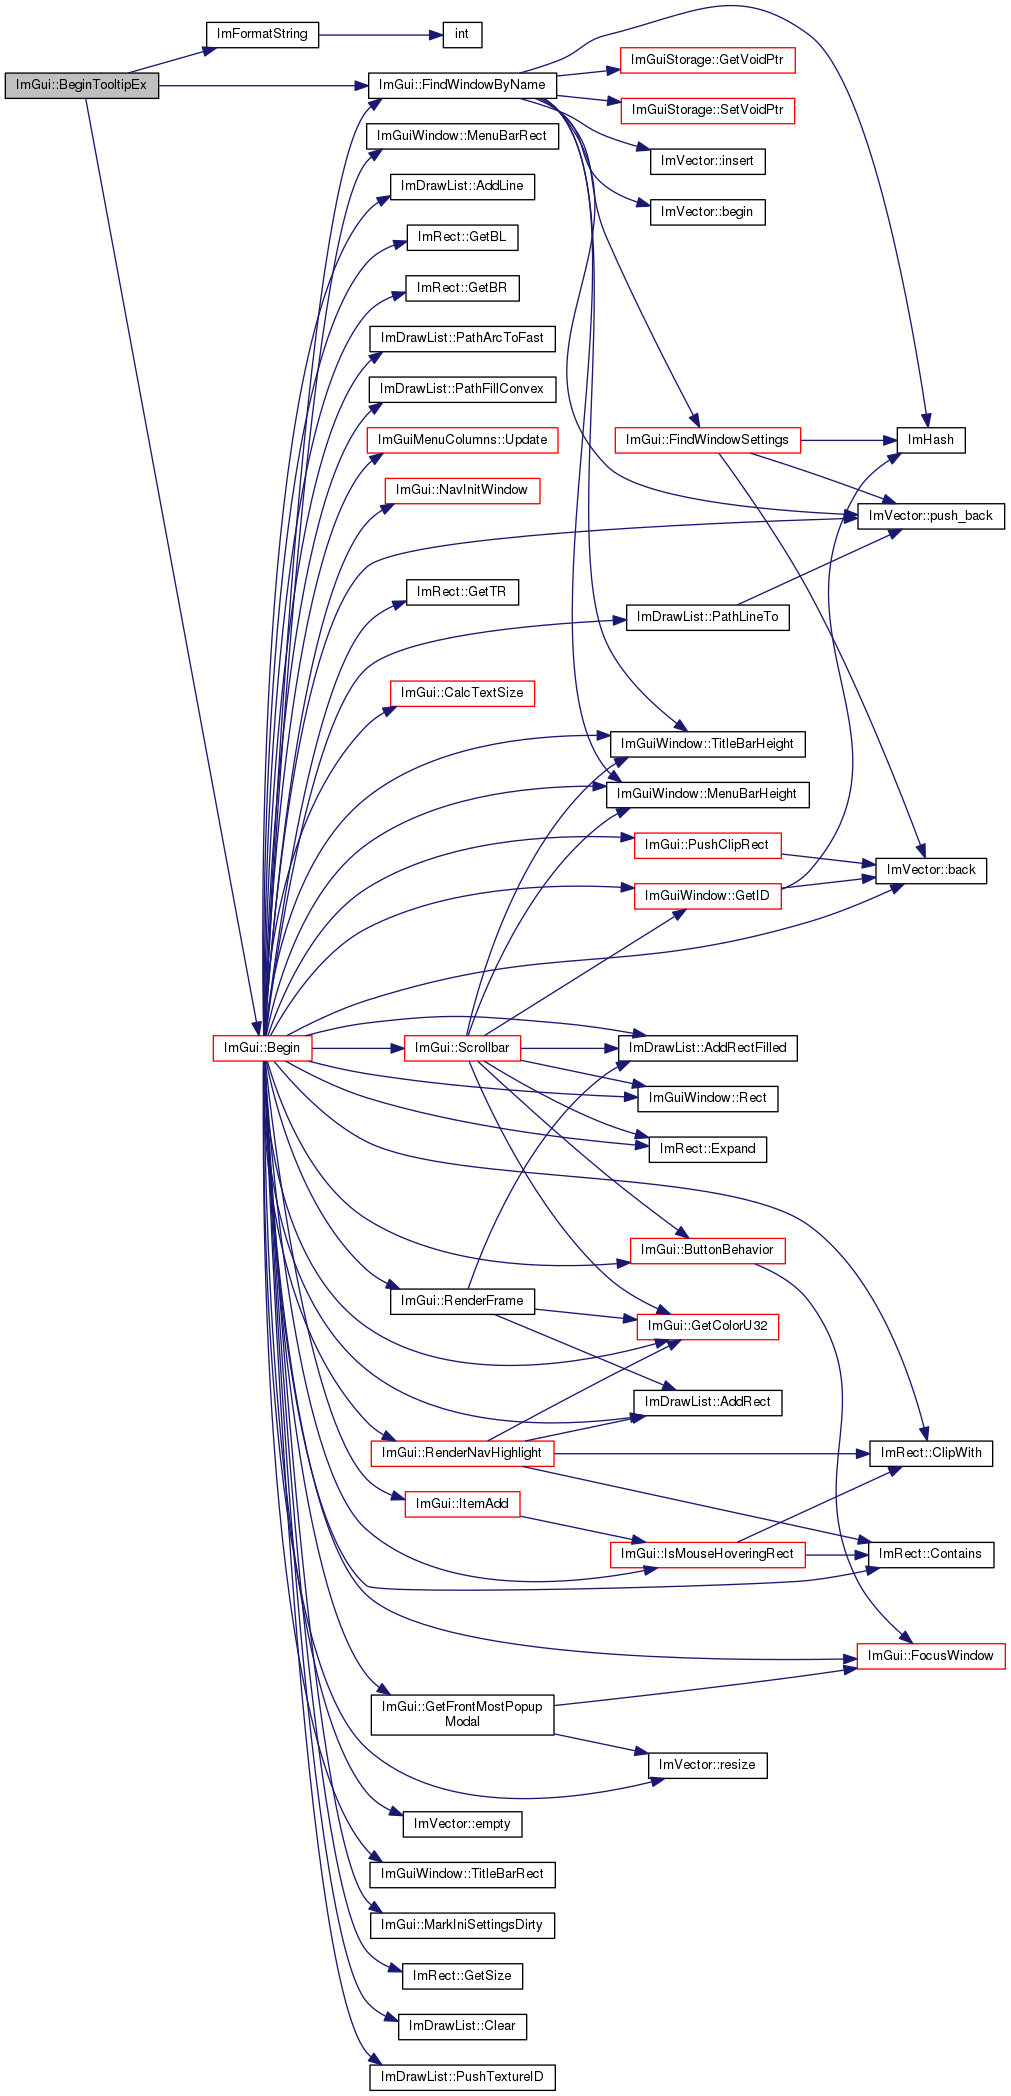 ImFormatString
int
ImGui::BeginTooltipEx
ImGui::FindWindowByName
ImGuiStorage::GetVoidPtr
ImGuiStorage::SetVoidPtr
ImGuiWindow::MenuBarRect
ImVector::insert
ImDrawList::AddLine
ImVector::begin
ImRect::GetBL
ImRect::GetBR
ImDrawList::PathArcToFast
ImDrawList::PathFillConvex
ImGuiMenuColumns::Update
ImGui::FindWindowSettings
ImHash
ImGui::NavInitWindow
ImVector::push_back
ImRect::GetTR
ImDrawList::PathLineTo
ImGui::CalcTextSize
ImGuiWindow::TitleBarHeight
ImGuiWindow::MenuBarHeight
ImGui::PushClipRect
ImVector::back
ImGuiWindow::GetID
ImGui::Begin
ImGui::Scrollbar
ImDrawList::AddRectFilled
ImGuiWindow::Rect
ImRect::Expand
ImGui::ButtonBehavior
ImGui::RenderFrame
ImGui::GetColorU32
ImDrawList::AddRect
ImGui::RenderNavHighlight
ImRect::ClipWith
ImGui::ItemAdd
ImGui::IsMouseHoveringRect
ImRect::Contains
ImGui::FocusWindow
ImGui::GetFrontMostPopup
Modal
ImVector::resize
ImVector::empty
ImGuiWindow::TitleBarRect
ImGui::MarkIniSettingsDirty
ImRect::GetSize
ImDrawList::Clear
ImDrawList::PushTextureID